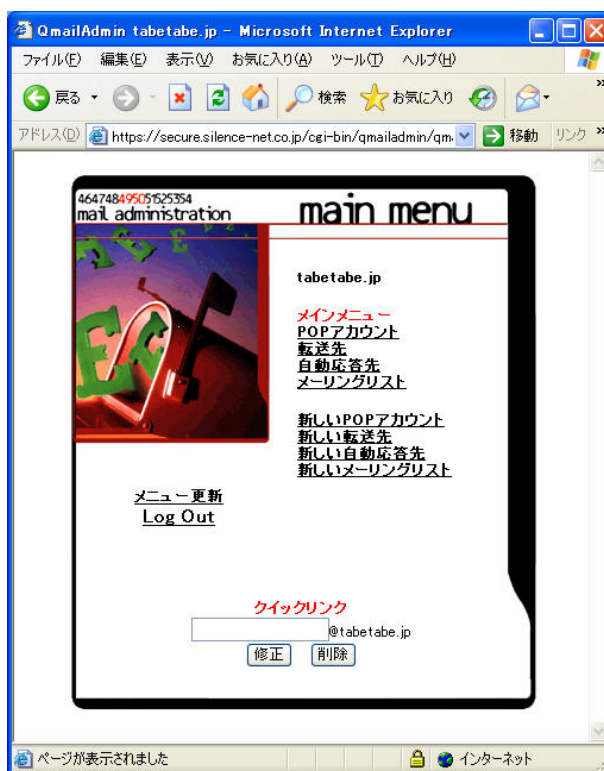 QmailAdmin tabetabe.jp - Microsoft Internet Explorer
ファイル(F) 編集(E) 表示(V) お気に入り(A) ツール(T) ヘルプ(H)
戻る 検索 お気に入り
アドレス(D) https://secure.silence-net.co.jp/cgi-bin/qmailadmin/qm 移動 リンク
464748495051525354
mail administration
main menu
tabetabe.jp
メインメニュー
POPアカウント
転送先
自動応答先
メーリングリスト
新しいPOPアカウント
新しい転送先
新しい自動応答先
新しいメーリングリスト
メニュー更新
Log Out
クイックリンク
@tabetabe.jp
修正 削除
ページが表示されました インターネット